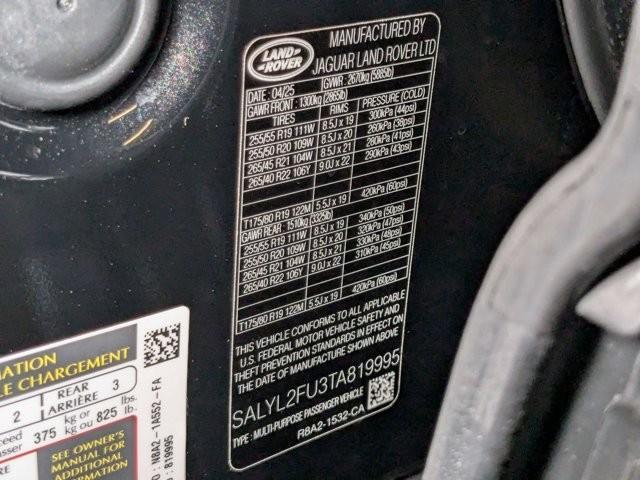 LAND
ROVER
MANUFACTURED BY
JAGUAR LAND ROVER LTD
DATE : 04/25 GVWR : 2670kg (5885lb)
GAWR FRONT : 1300kg (2865lb)
TIRES RIMS PRESSURE (COLD)
255/55 R19 111W 8.5J x 19 300kPa (44psi)
255/50 R20 109W 8.5J x 20 260kPa (38psi)
265/45 R21 104W 8.5J x 21 280kPa (41psi)
265/40 R22 106Y 9.0J x 22 290kPa (43psi)
T175/80 R19 122M 5.5J x 19 420kPa (60psi)
GAWR REAR : 1510kg (3325lb)
255/55 R19 111W 8.5J x 19 340kPa (50psi)
255/50 R20 109W 8.5J x 20 320kPa (47psi)
265/45 R21 104W 8.5J x 21 330kPa (48psi)
265/40 R22 106Y 9.0J x 22 310kPa (45psi)
T175/80 R19 122M 5.5J x 19 420kPa (60psi)
THIS VEHICLE CONFORMS TO ALL APPLICABLE
U.S. FEDERAL MOTOR VEHICLE SAFETY AND
THEFT PREVENTION STANDARDS IN EFFECT ON
THE DATE OF MANUFACTURE SHOWN ABOVE
SALYL2FU3TA819995
TYPE : MULTI-PURPOSE PASSENGER VEHICLE
R8A2-1532-CA
MATION
LE CHARGEMENT
2 REAR 3
ARRIÈRE
375 kg or 825 lbs.
kg ou lb.
SEE OWNER'S
MANUAL FOR
ADDITIONAL
: N8A2-1A552-FA
: 819995